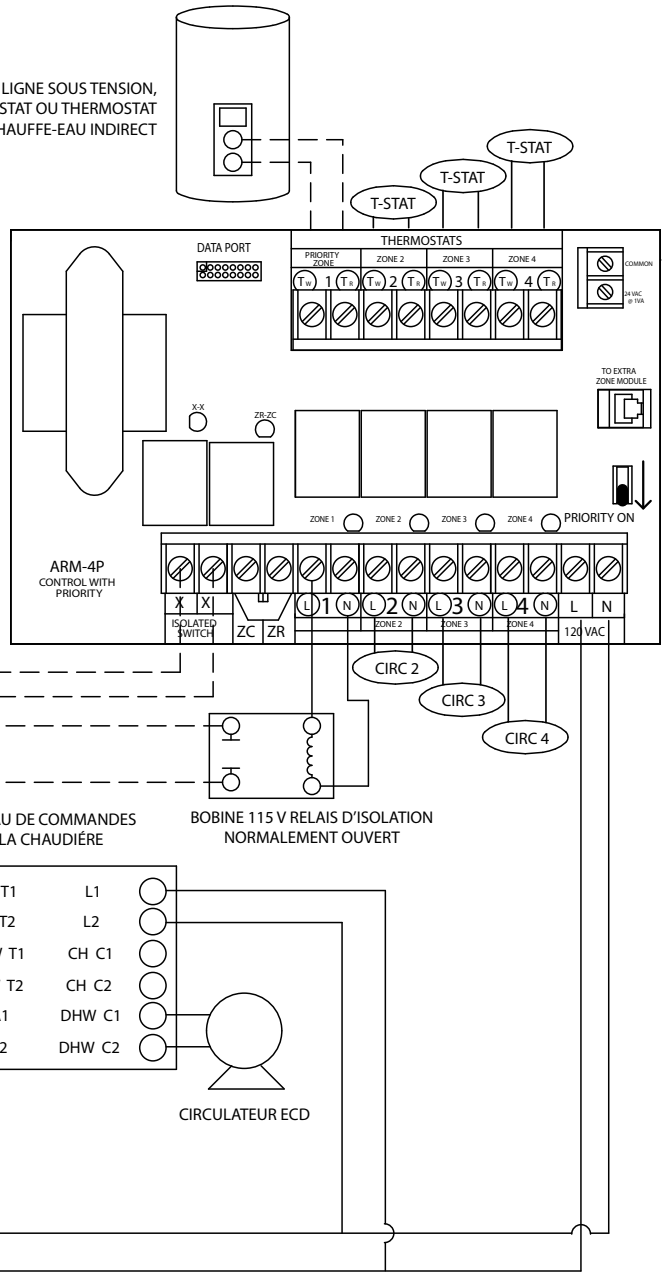 LIGNE SOUS TENSION,
STAT OU THERMOSTAT
HAUFFE-EAU INDIRECT
T-STAT
T-STAT
T-STAT
DATA PORT
THERMOSTATS
PRIORITY
ZONE
ZONE 2
ZONE 3
ZONE 4
TW 1 TR TW 2 TR TW 3 TR TW 4 TR
COMMON
24 VAC
@ 1VA
TO EXTRA
ZONE MODULE
X-X
ZR-ZC
ZONE 1
ZONE 2
ZONE 3
ZONE 4
PRIORITY ON
ARM-4P
CONTROL WITH
PRIORITY
X X
ISOLATED
SWITCH
ZC ZR
L 1 N L 2 N L 3 N L 4 N L N
ZONE 2
ZONE 3
ZONE 4
120 VAC
CIRC 2
CIRC 3
CIRC 4
BOBINE 115 V RELAIS D'ISOLATION
NORMALEMENT OUVERT
U DE COMMANDES
LA CHAUDIÉRE
T1 L1
T2 L2
T1 CH C1
T2 CH C2
1 DHW C1
2 DHW C2
CIRCULATEUR ECD